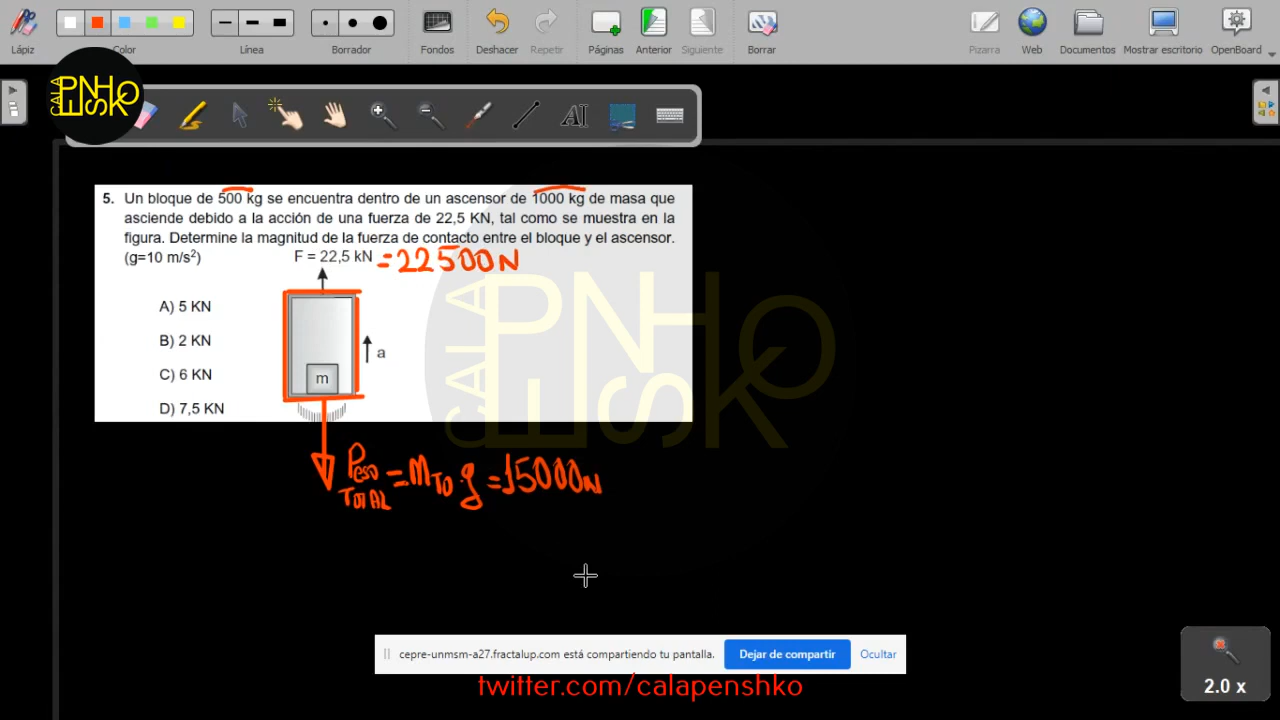 Lápiz
Color
Línea
Borrador
Fondos
Deshacer
Repetir
Páginas
Anterior
Siguiente
Borrar
Pizarra
Web
Documentos
Mostrar escritorio
OpenBoard
CALA
PENSHKO
5. Un bloque de 500 kg se encuentra dentro de un ascensor de 1000 kg de masa que
asciende debido a la acción de una fuerza de 22,5 KN, tal como se muestra en la
figura. Determine la magnitud de la fuerza de contacto entre el bloque y el ascensor.
(g=10 m/s²)
F = 22,5 kN = 22500N
A) 5 KN
B) 2 KN
C) 6 KN
D) 7,5 KN
a
m
CALA
PENSHKO
PESO TOTAL = mTO . g = 15000N
cepre-unmsm-a27.fractalup.com está compartiendo tu pantalla.
Dejar de compartir
Ocultar
twitter.com/calapenshko
2.0 x